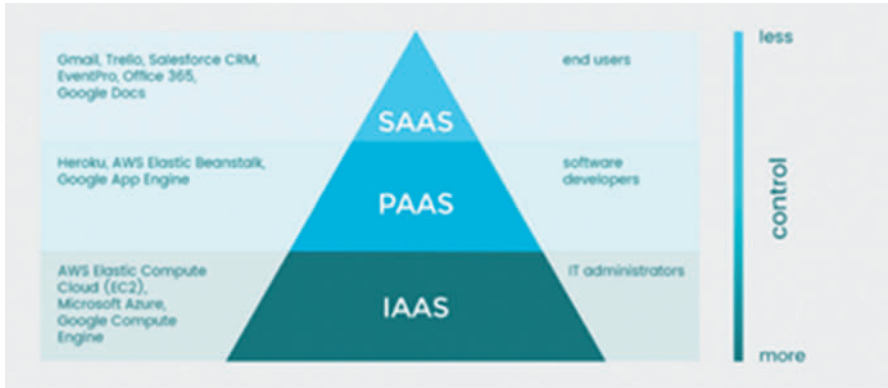 Gmail, Trello, Salesforce CRM,
EventPro, Office 365,
Google Docs
SAAS
end users
Heroku, AWS Elastic Beanstalk,
Google App Engine
PAAS
software
developers
AWS Elastic Compute
Cloud (EC2),
Microsoft Azure,
Google Compute
Engine
IAAS
IT administrators
less
control
more